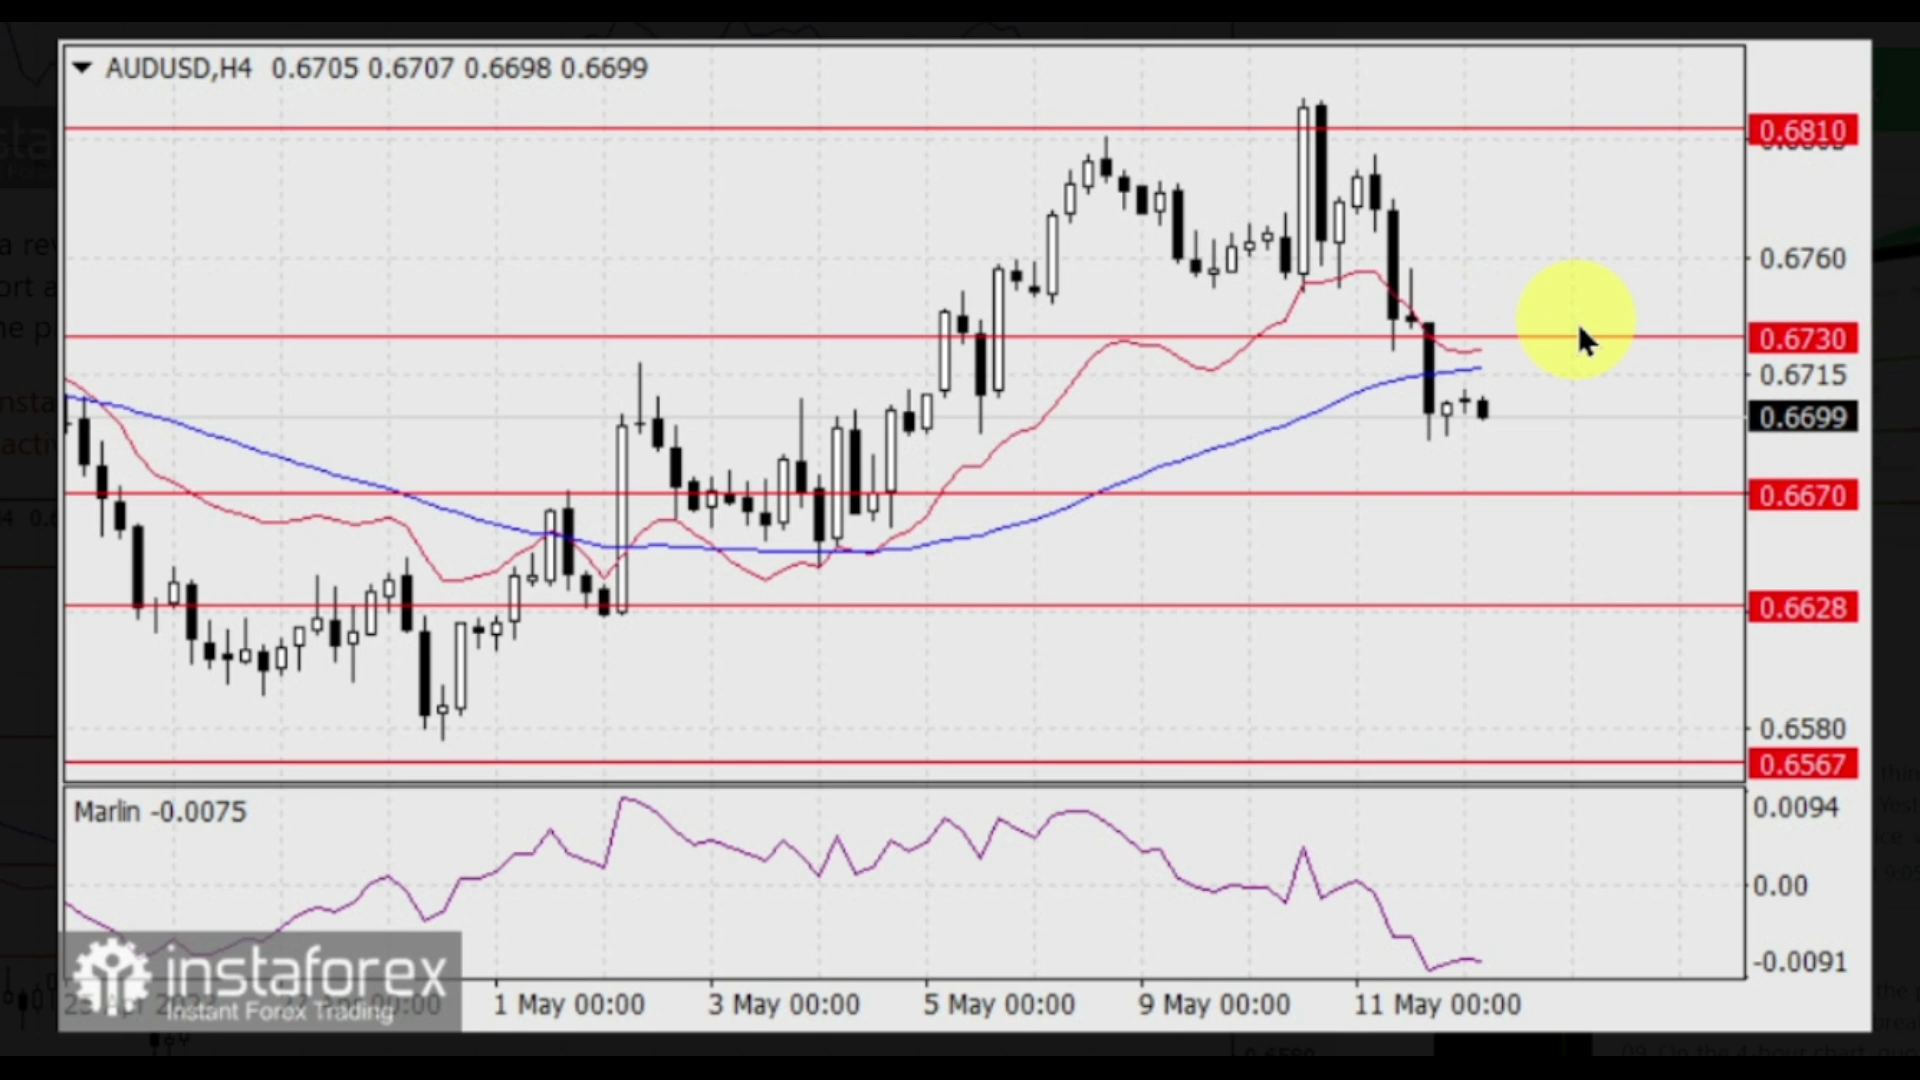 AUDUSD,H4 0.6705 0.6707 0.6698 0.6699
0.6810
0.6760
0.6730
0.6715
0.6699
0.6670
0.6628
0.6580
0.6567
Marlin -0.0075
0.0094
0.00
-0.0091
instaforex
Instant Forex Trading
1 May 00:00 3 May 00:00 5 May 00:00 9 May 00:00 11 May 00:00